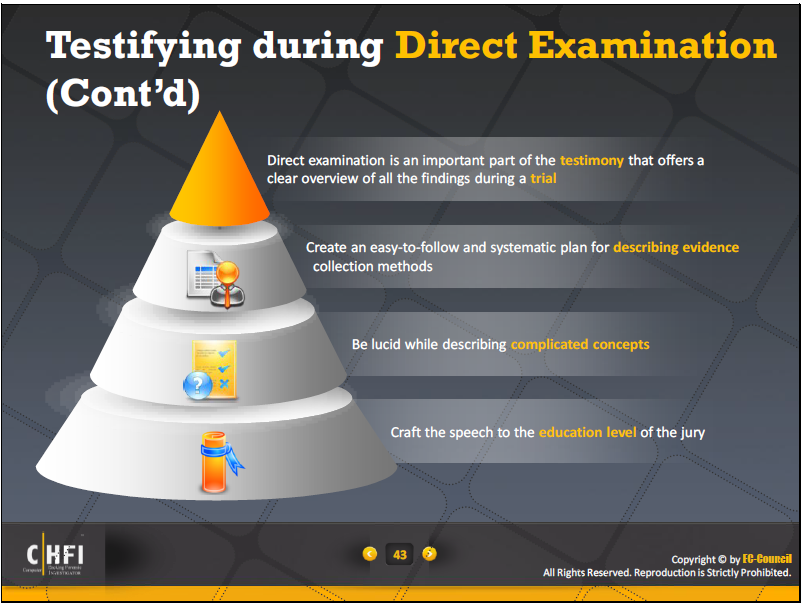 Testifying during Direct Examination
(Cont’d)
Direct examination is an important part of the testimony that offers a
clear overview of all the findings during a trial
Create an easy-to-follow and systematic plan for describing evidence
collection methods
Be lucid while describing complicated concepts
?
Craft the speech to the education level of the jury
CHFI
43
Copyright © by EC-Council
All Rights Reserved. Reproduction is Strictly Prohibited.